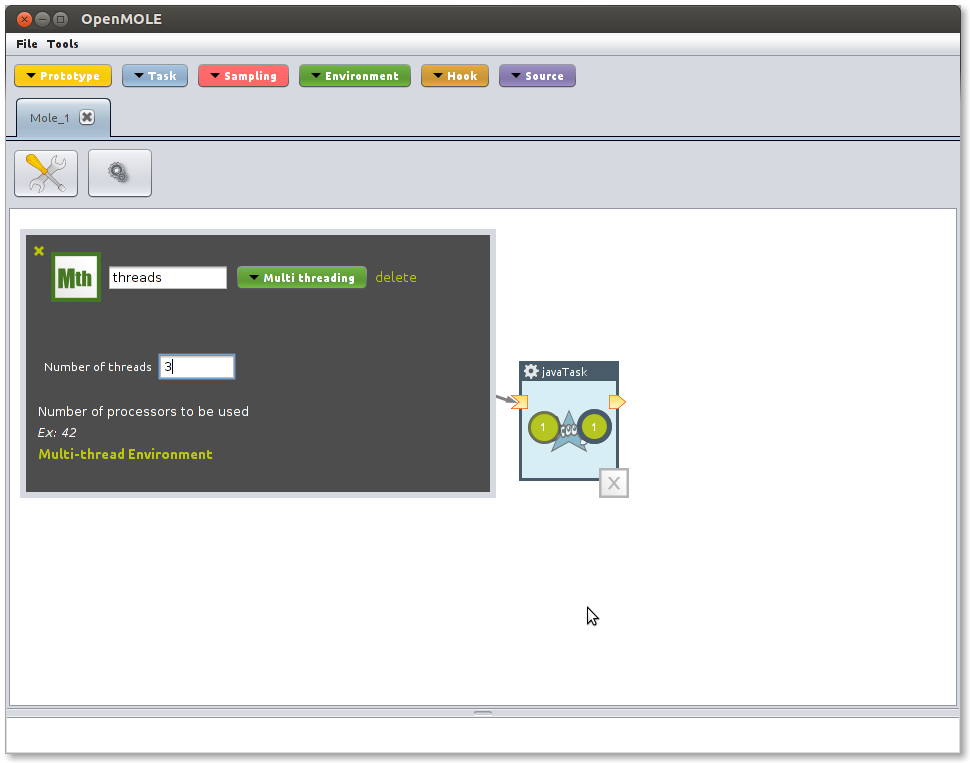 OpenMOLE
File Tools
Prototype Task Sampling Environment Hook Source
Mole_1
Mth threads Multi threading delete
Number of threads 3
Number of processors to be used
Ex: 42
Multi-thread Environment
javaTask
1 1
X